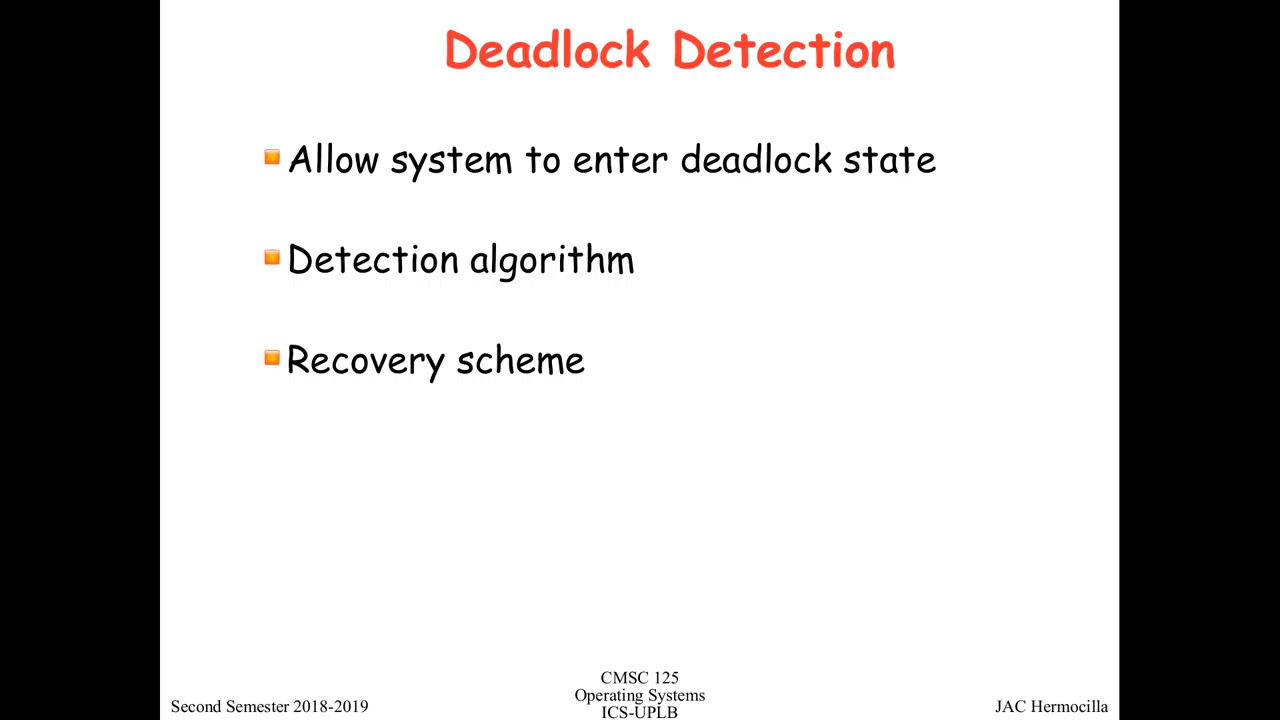 Deadlock Detection
Allow system to enter deadlock state
Detection algorithm
Recovery scheme
Second Semester 2018-2019
CMSC 125
Operating Systems
ICS-UPLB
JAC Hermocilla